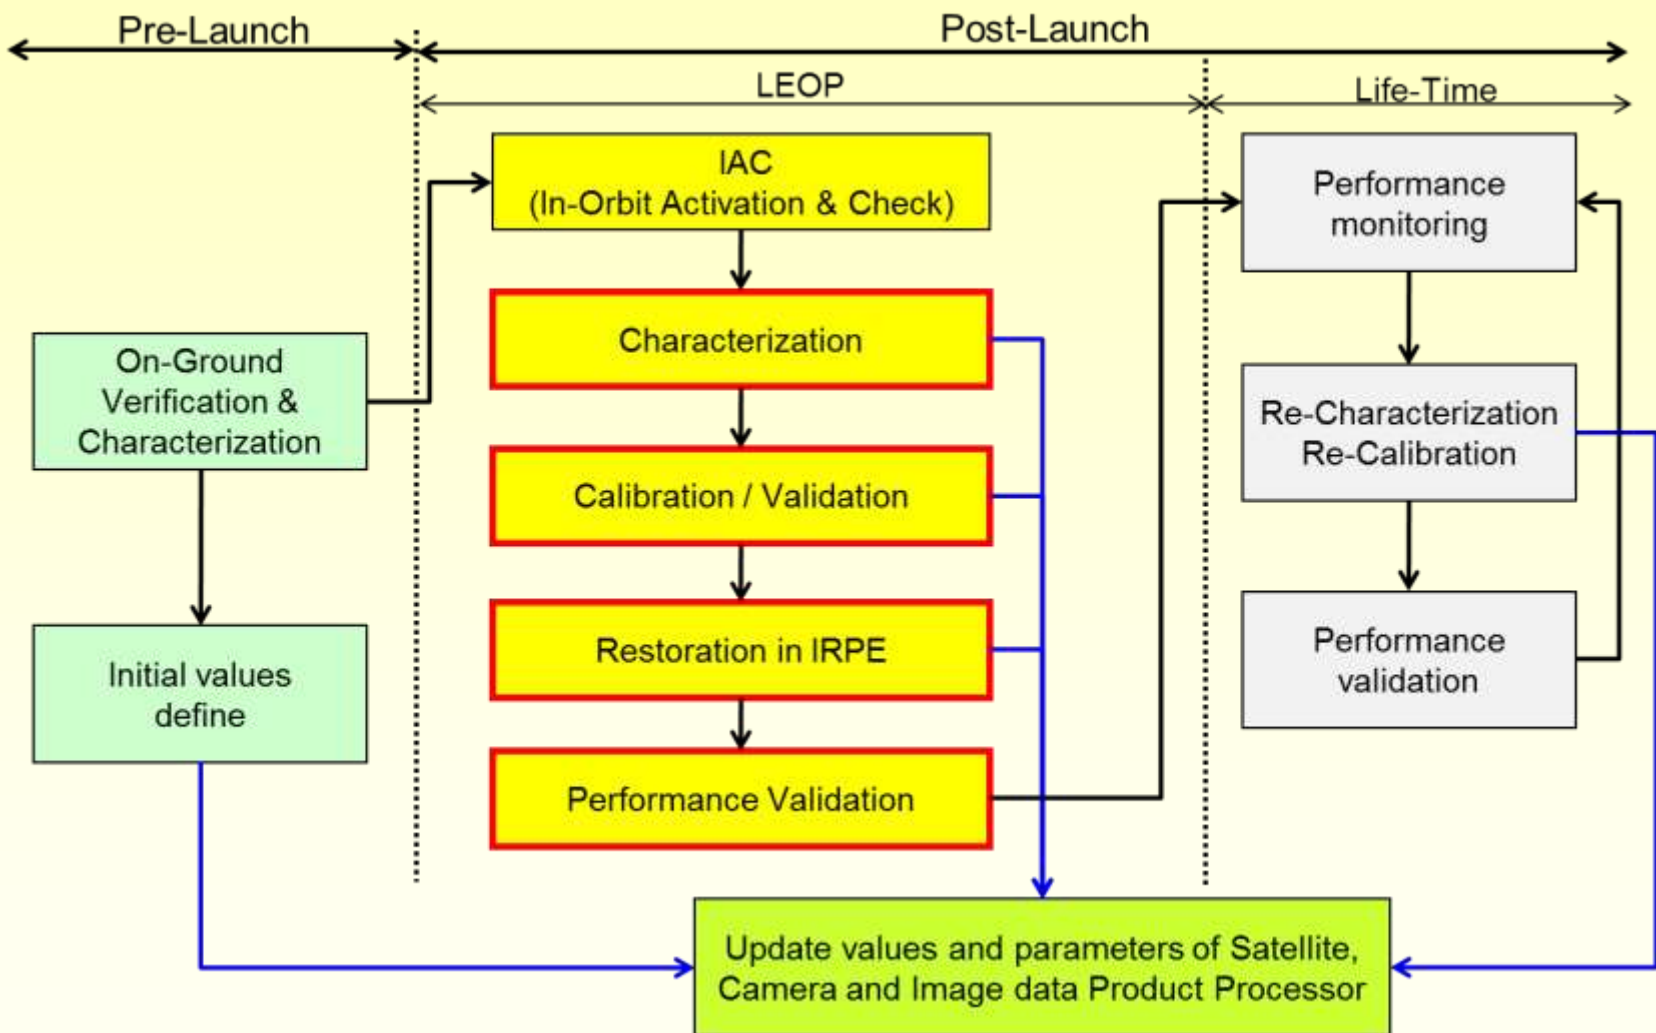 Pre-Launch
Post-Launch
LEOP
Life-Time
On-Ground
Verification &
Characterization
Initial values
define
IAC
(In-Orbit Activation & Check)
Characterization
Calibration / Validation
Restoration in IRPE
Performance Validation
Performance
monitoring
Re-Characterization
Re-Calibration
Performance
validation
Update values and parameters of Satellite,
Camera and Image data Product Processor